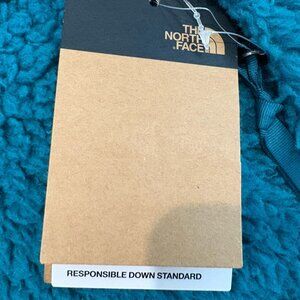 THE
NORTH
FACE
RESPONSIBLE DOWN STANDARD